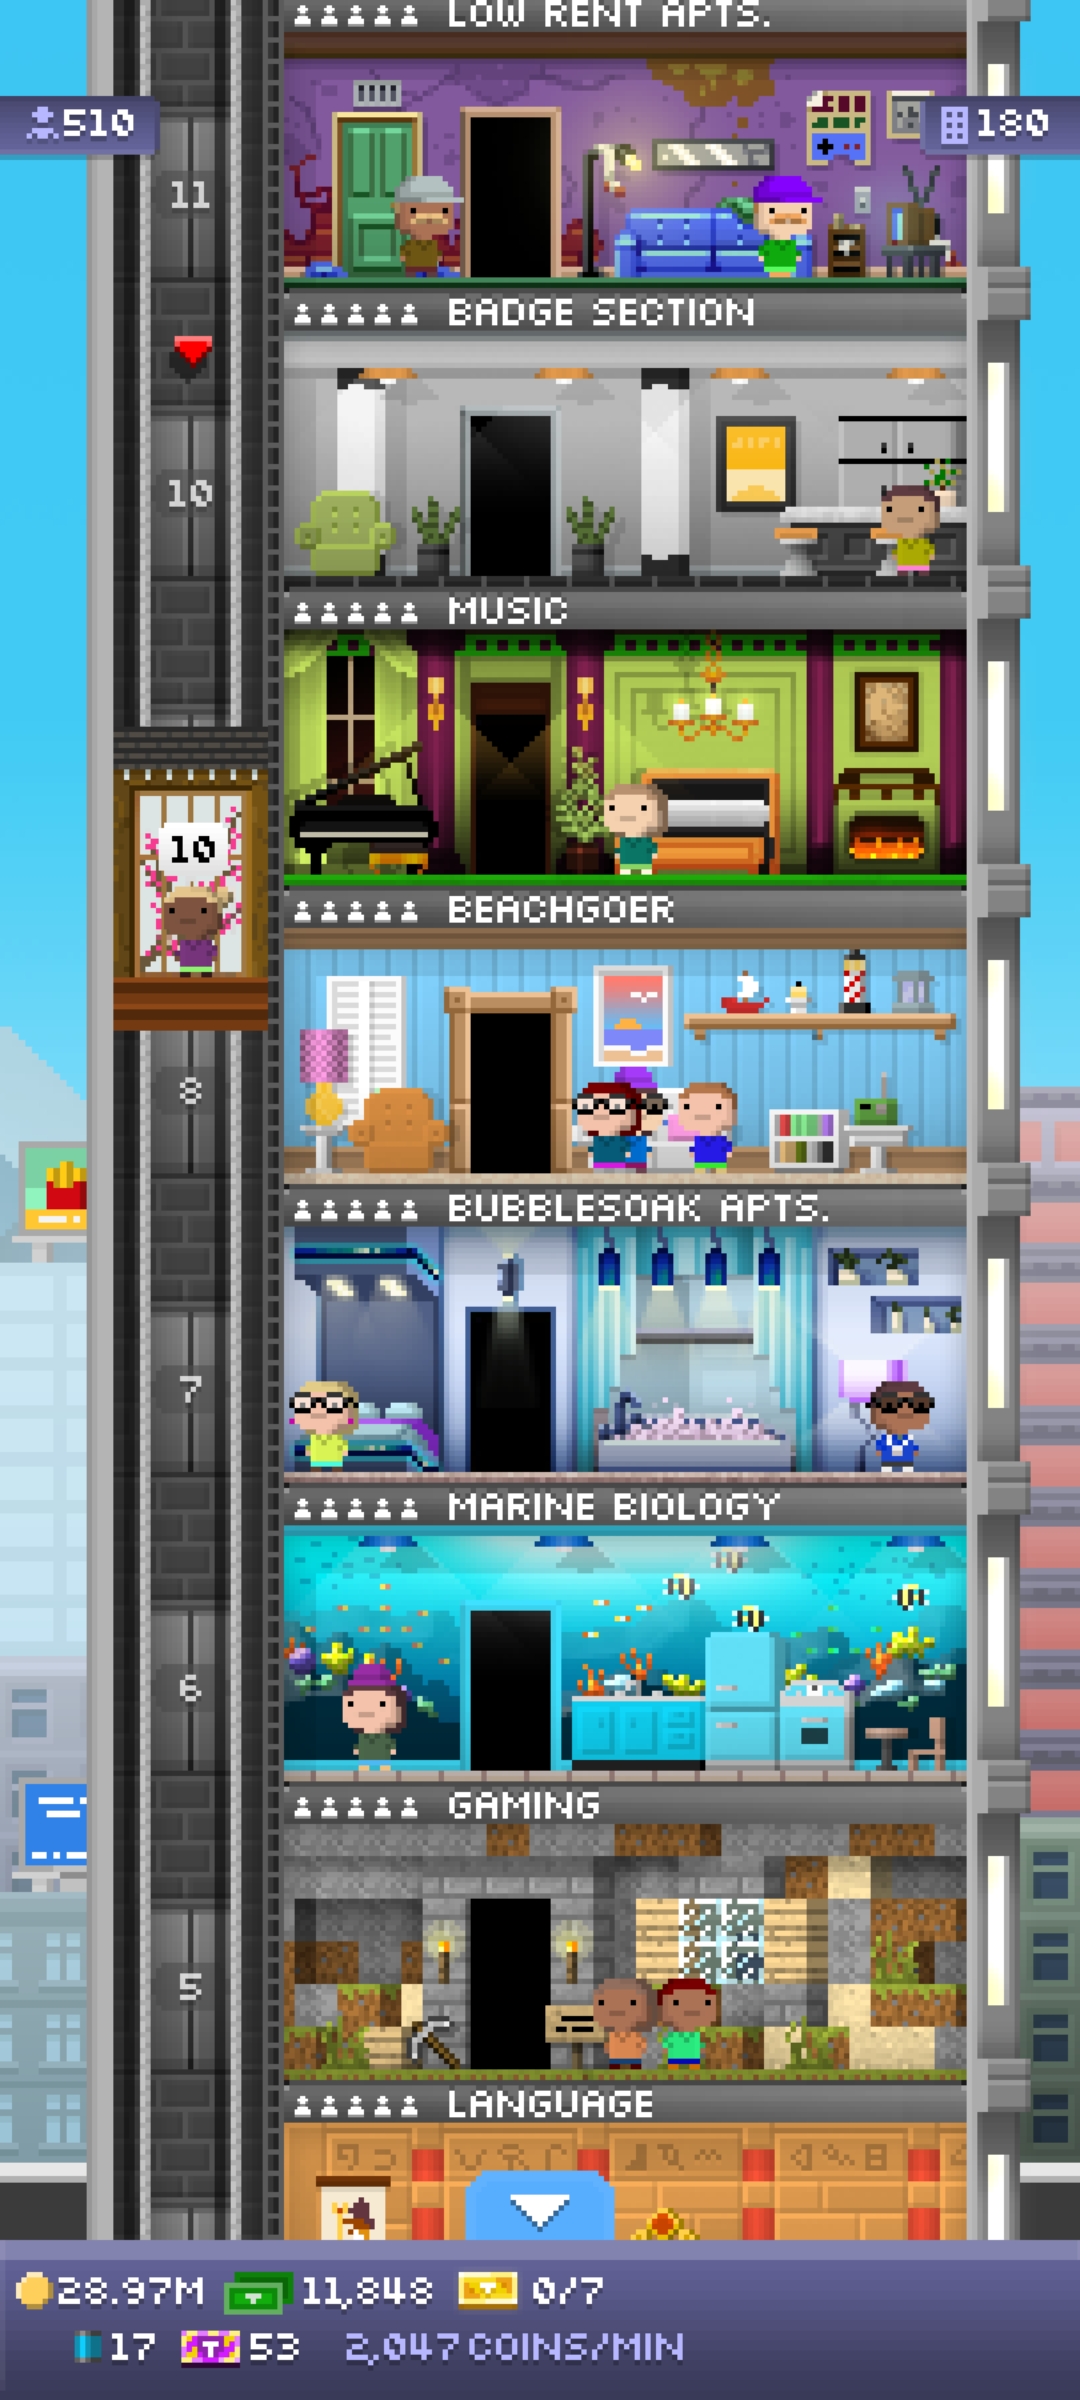 LOW RENT APTS.
510
180
11
BADGE SECTION
10
MUSIC
10
BEACHGOER
8
BUBBLESOAK APTS.
7
MARINE BIOLOGY
6
GAMING
5
LANGUAGE
28.97M 11,848 0/7
17 T 53 2,047 COINS/MIN